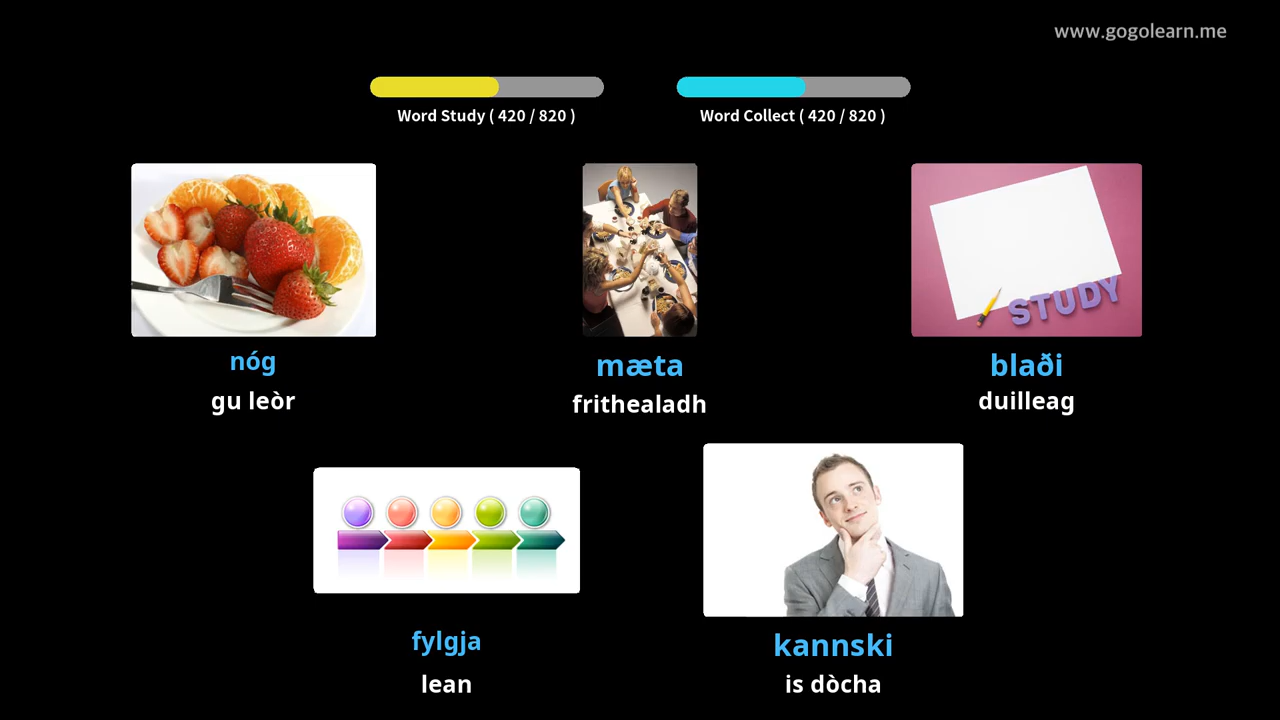 www.gogolearn.me
Word Study ( 420 / 820 )
Word Collect ( 420 / 820 )
STUDY
nóg
gu leòr
mæta
frithealadh
blaði
duilleag
fylgja
lean
kannski
is dòcha